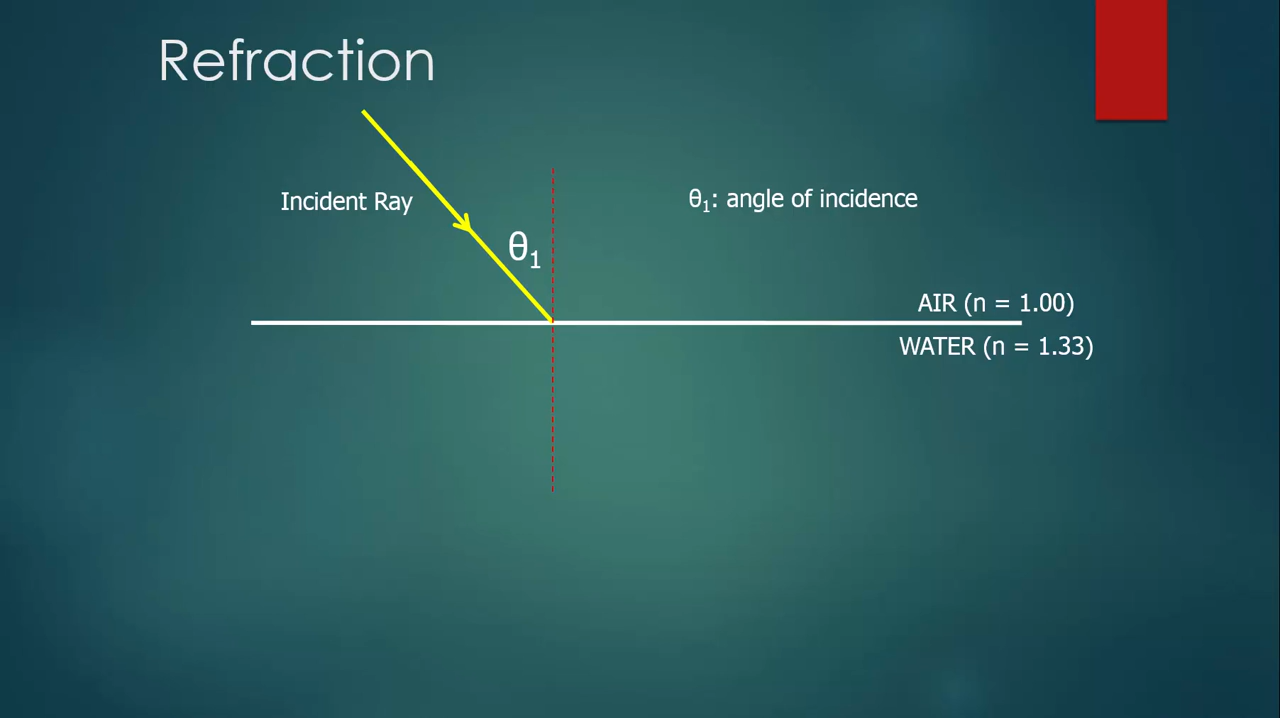 Refraction
Incident Ray
θ₁: angle of incidence
θ₁
AIR (n = 1.00)
WATER (n = 1.33)